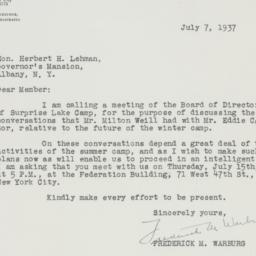 July 7, 1937
Hon. Herbert H. Lehman,
Governor's Mansion,
Albany, N. Y.
Dear Member:
I am calling a meeting of the Board of Director
of Surprise Lake Camp, for the purpose of discussing the
conversations that Mr. Milton Weill had with Mr. Eddie Ca
tor, relative to the future of the winter camp.
On these conversations depend a great deal of
activities of the summer camp, and as I wish to make such
plans now as will enable us to proceed in an intelligent
I am asking that you meet with us on Thursday, July 15th
at 5 P.M., at the Federation Building, 71 West 47th St.,
New York City.
Kindly make every effort to be present.
Sincerely yours,
Frederick M. Warburg
FREDERICK M. WARBURG